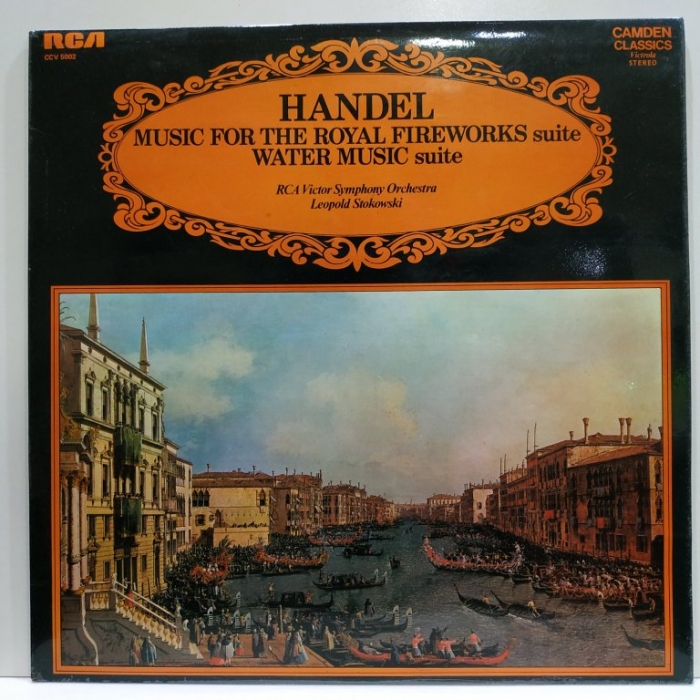 RCA
CCV 5002
CAMDEN
CLASSICS
Victrola
STEREO
HANDEL
MUSIC FOR THE ROYAL FIREWORKS suite
WATER MUSIC suite
RCA Victor Symphony Orchestra
Leopold Stokowski